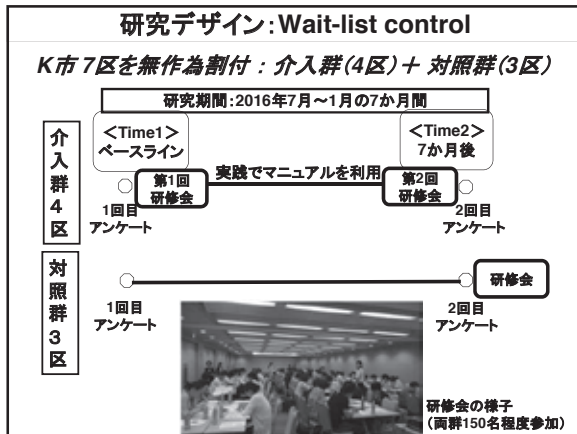 研究デザイン：Wait-list control
K市 7区を無作為割付 : 介入群(4区)＋ 対照群(3区)
研究期間：2016年7月～1月の7か月間
介入群4区
＜Time1＞
ベースライン
＜Time2＞
7か月後
第1回
研修会
実践でマニュアルを利用
第2回
研修会
1回目
アンケート
2回目
アンケート
対照群3区
研修会
1回目
アンケート
2回目
アンケート
研修会の様子
（両群150名程度参加）